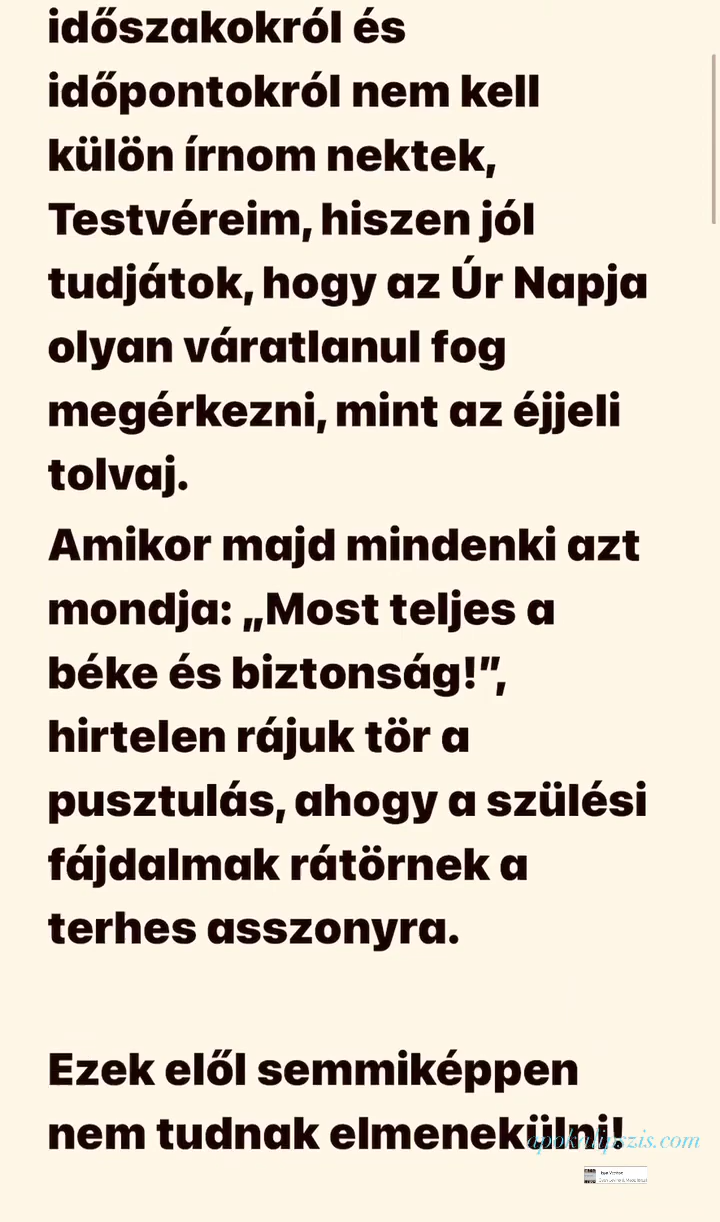 időszakokról és
időpontokról nem kell
külön írnom nektek,
Testvéreim, hiszen jól
tudjátok, hogy az Úr Napja
olyan váratlanul fog
megérkezni, mint az éjjeli
tolvaj.
Amikor majd mindenki azt
mondja: „Most teljes a
béke és biztonság!”,
hirtelen rájuk tör a
pusztulás, ahogy a szülési
fájdalmak rátörnek a
terhes asszonyra.
Ezek elől semmiképpen
nem tudnak elmenekülni!
apokalipszis.com